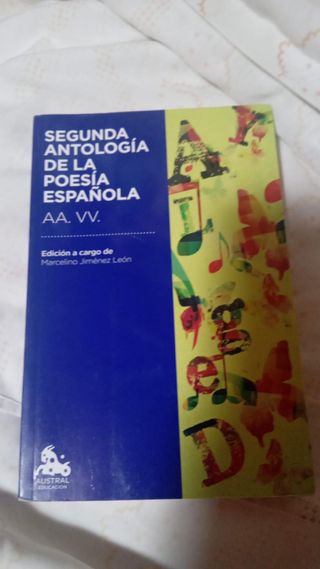 SEGUNDA
ANTOLOGÍA
DE LA
POESÍA
ESPAÑOLA
AA. VV.
Edición a cargo de
Marcelino Jiménez León
AUSTRAL
EDUCACIÓN
A
e
g
D